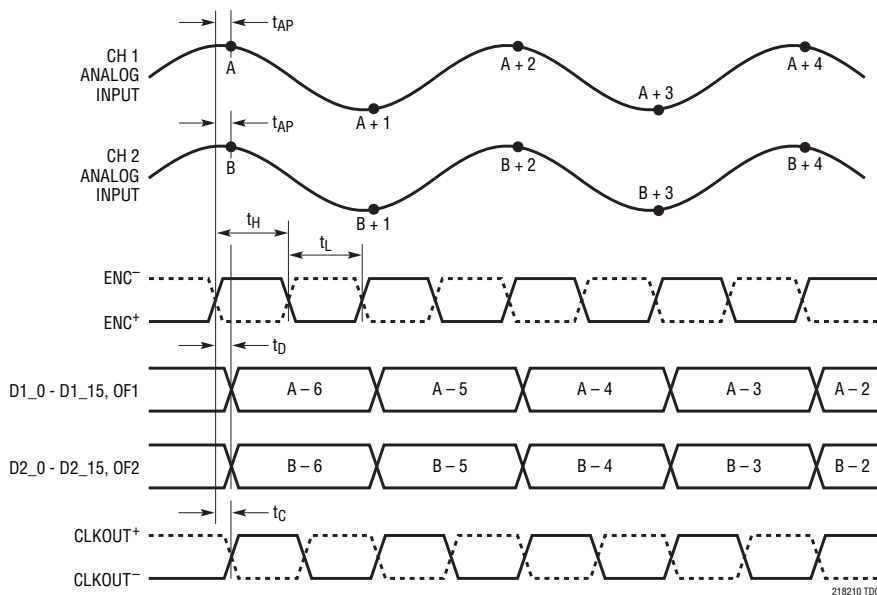 tAP
CH 1
ANALOG
INPUT
A
A + 1
A + 2
A + 3
A + 4
tAP
CH 2
ANALOG
INPUT
B
B + 1
B + 2
B + 3
B + 4
tH
tL
ENC−
ENC+
tD
D1_0 - D1_15, OF1
A – 6
A – 5
A – 4
A – 3
A – 2
D2_0 - D2_15, OF2
B – 6
B – 5
B – 4
B – 3
B – 2
tC
CLKOUT+
CLKOUT−